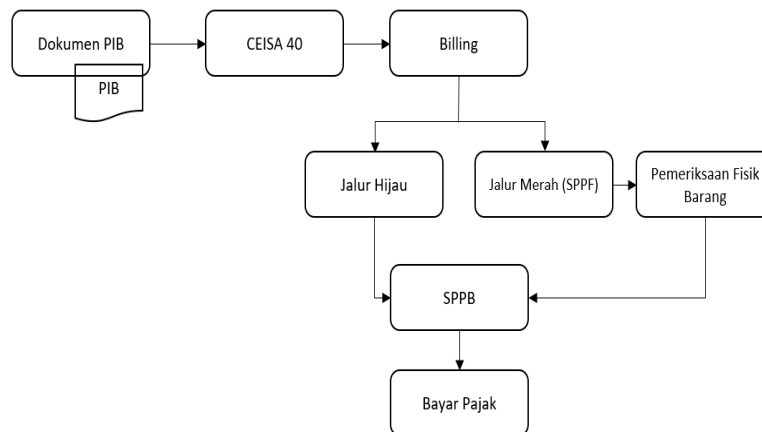 Dokumen PIB
PIB
CEISA 40
Billing
Jalur Hijau
Jalur Merah (SPPF)
Pemeriksaan Fisik
Barang
SPPB
Bayar Pajak